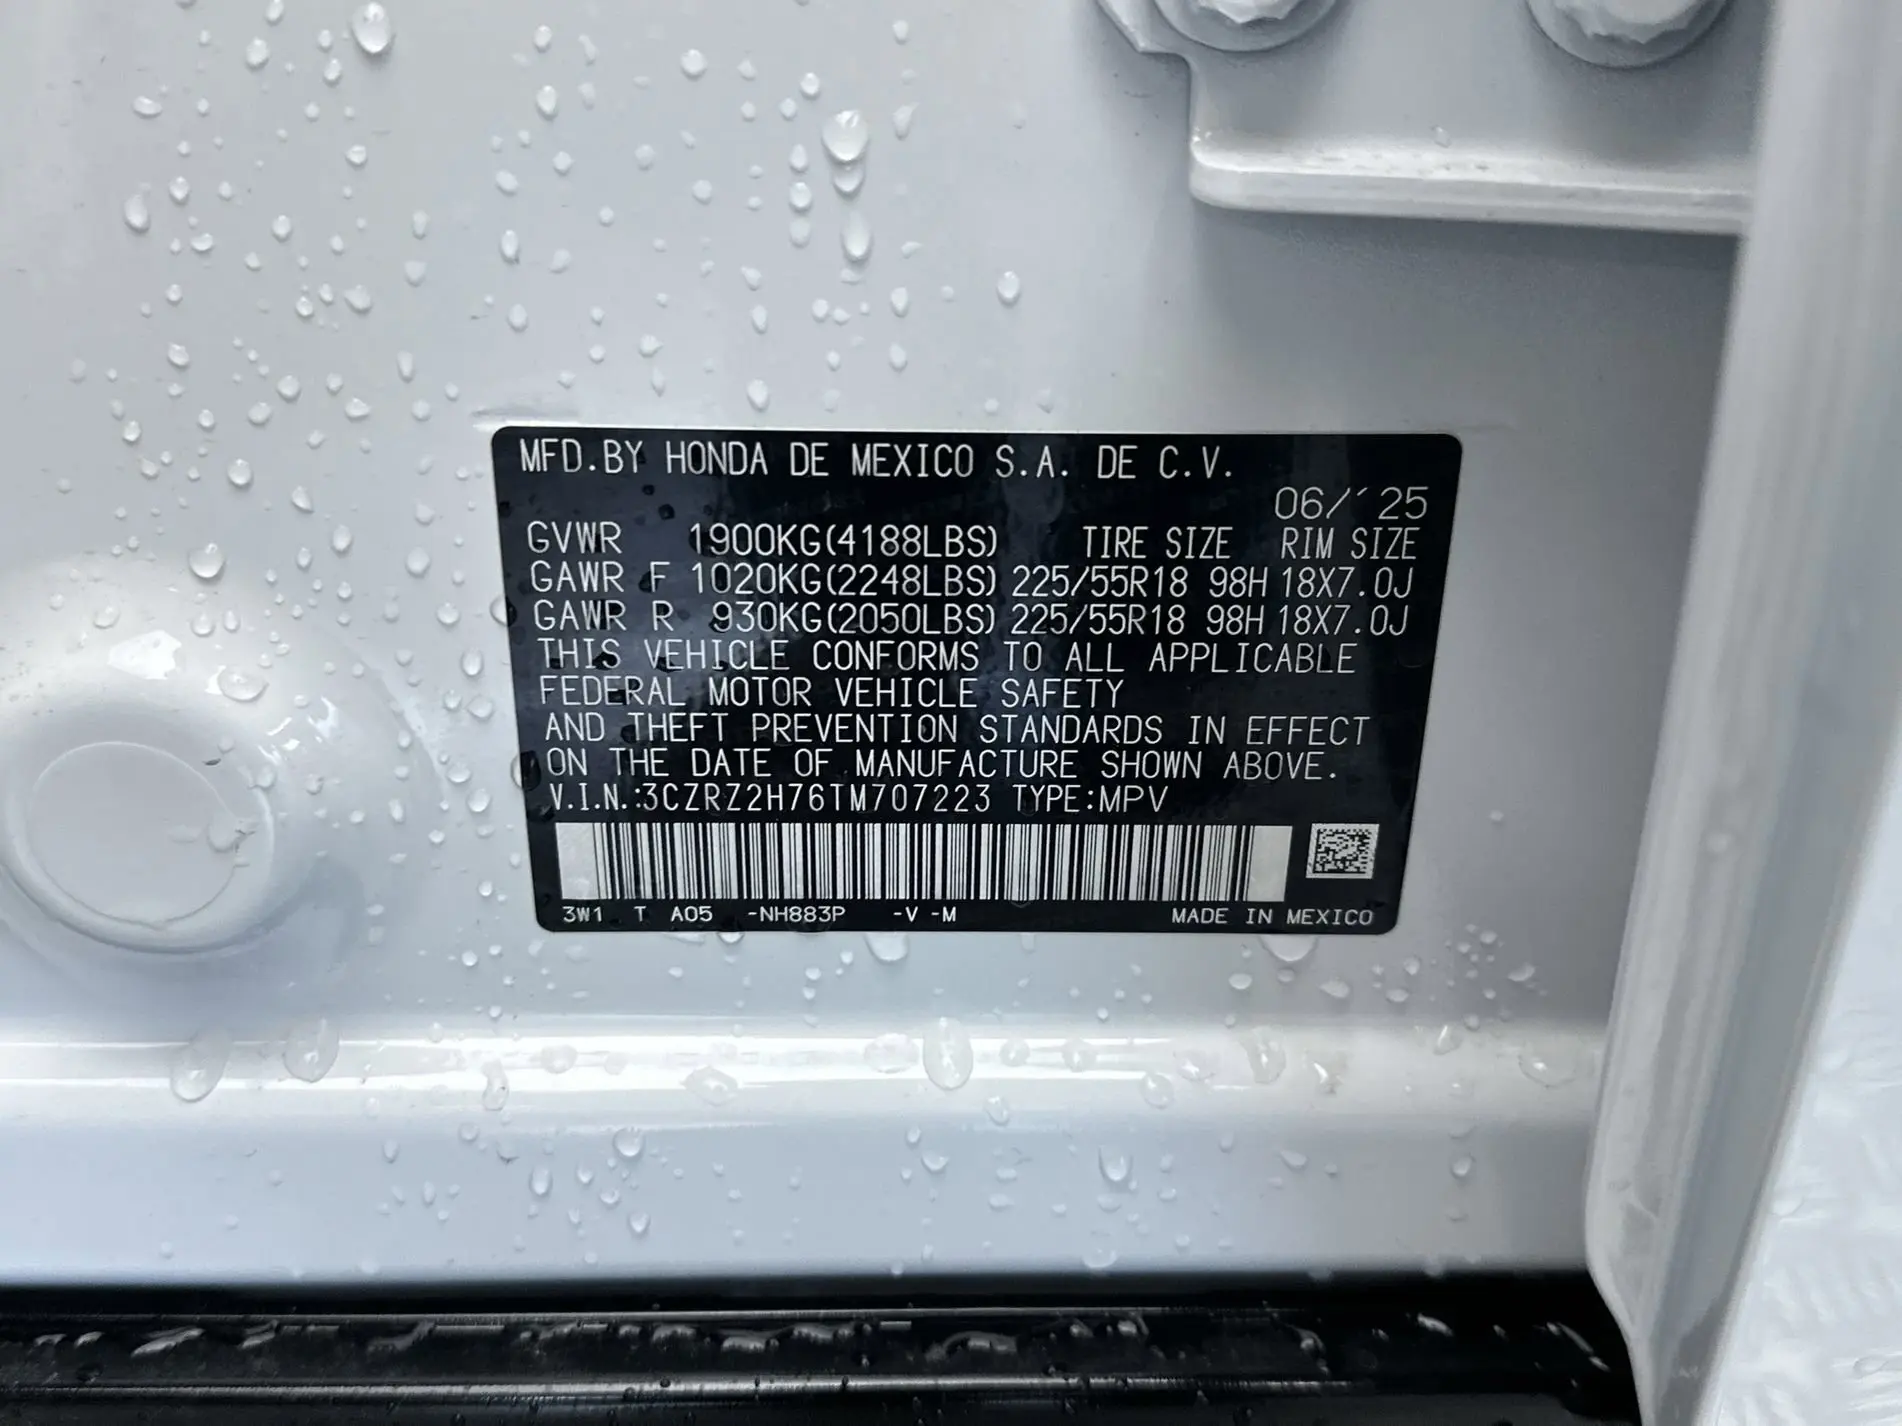 MFD.BY HONDA DE MEXICO S.A. DE C.V.
06/'25
GVWR 1900KG(4188LBS) TIRE SIZE RIM SIZE
GAWR F 1020KG(2248LBS) 225/55R18 98H 18X7.0J
GAWR R 930KG(2050LBS) 225/55R18 98H 18X7.0J
THIS VEHICLE CONFORMS TO ALL APPLICABLE
FEDERAL MOTOR VEHICLE SAFETY
AND THEFT PREVENTION STANDARDS IN EFFECT
ON THE DATE OF MANUFACTURE SHOWN ABOVE.
V.I.N.:3CZRZ2H76TM707223 TYPE:MPV
3W1 T A05 -NH883P -V -M MADE IN MEXICO